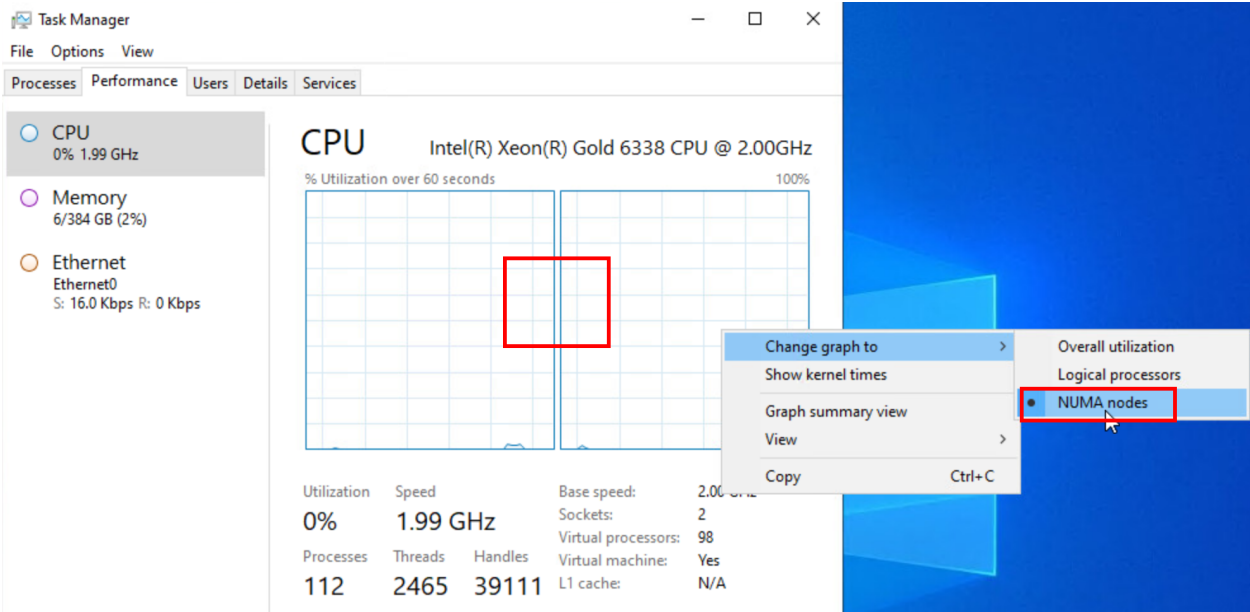 Task Manager
File Options View
Processes Performance Users Details Services
CPU
0% 1.99 GHz
Memory
6/384 GB (2%)
Ethernet
Ethernet0
S: 16.0 Kbps R: 0 Kbps
CPU Intel(R) Xeon(R) Gold 6338 CPU @ 2.00GHz
% Utilization over 60 seconds 100%
Change graph to
Show kernel times
Graph summary view
View
Copy Ctrl+C
Overall utilization
Logical processors
NUMA nodes
Utilization Speed
0% 1.99 GHz
Processes Threads Handles
112 2465 39111
Base speed: 2.00
Sockets: 2
Virtual processors: 98
Virtual machine: Yes
L1 cache: N/A